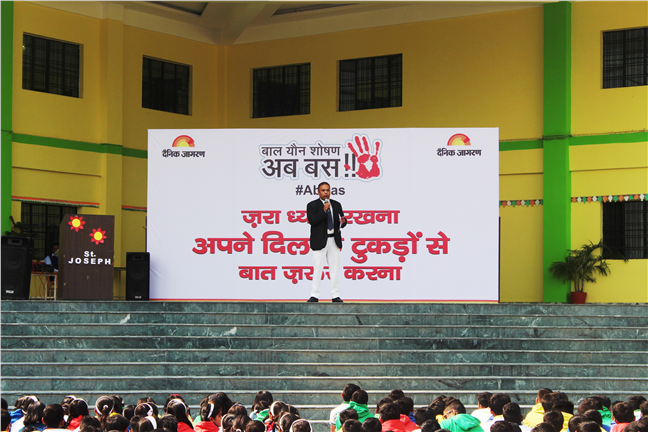 दैनिक जागरण
बाल यौन शोषण
अब बस!!
दैनिक जागरण
ज़रा
रखना
अपने
टुकड़ों से
बात
करना
St.
JOSEPH